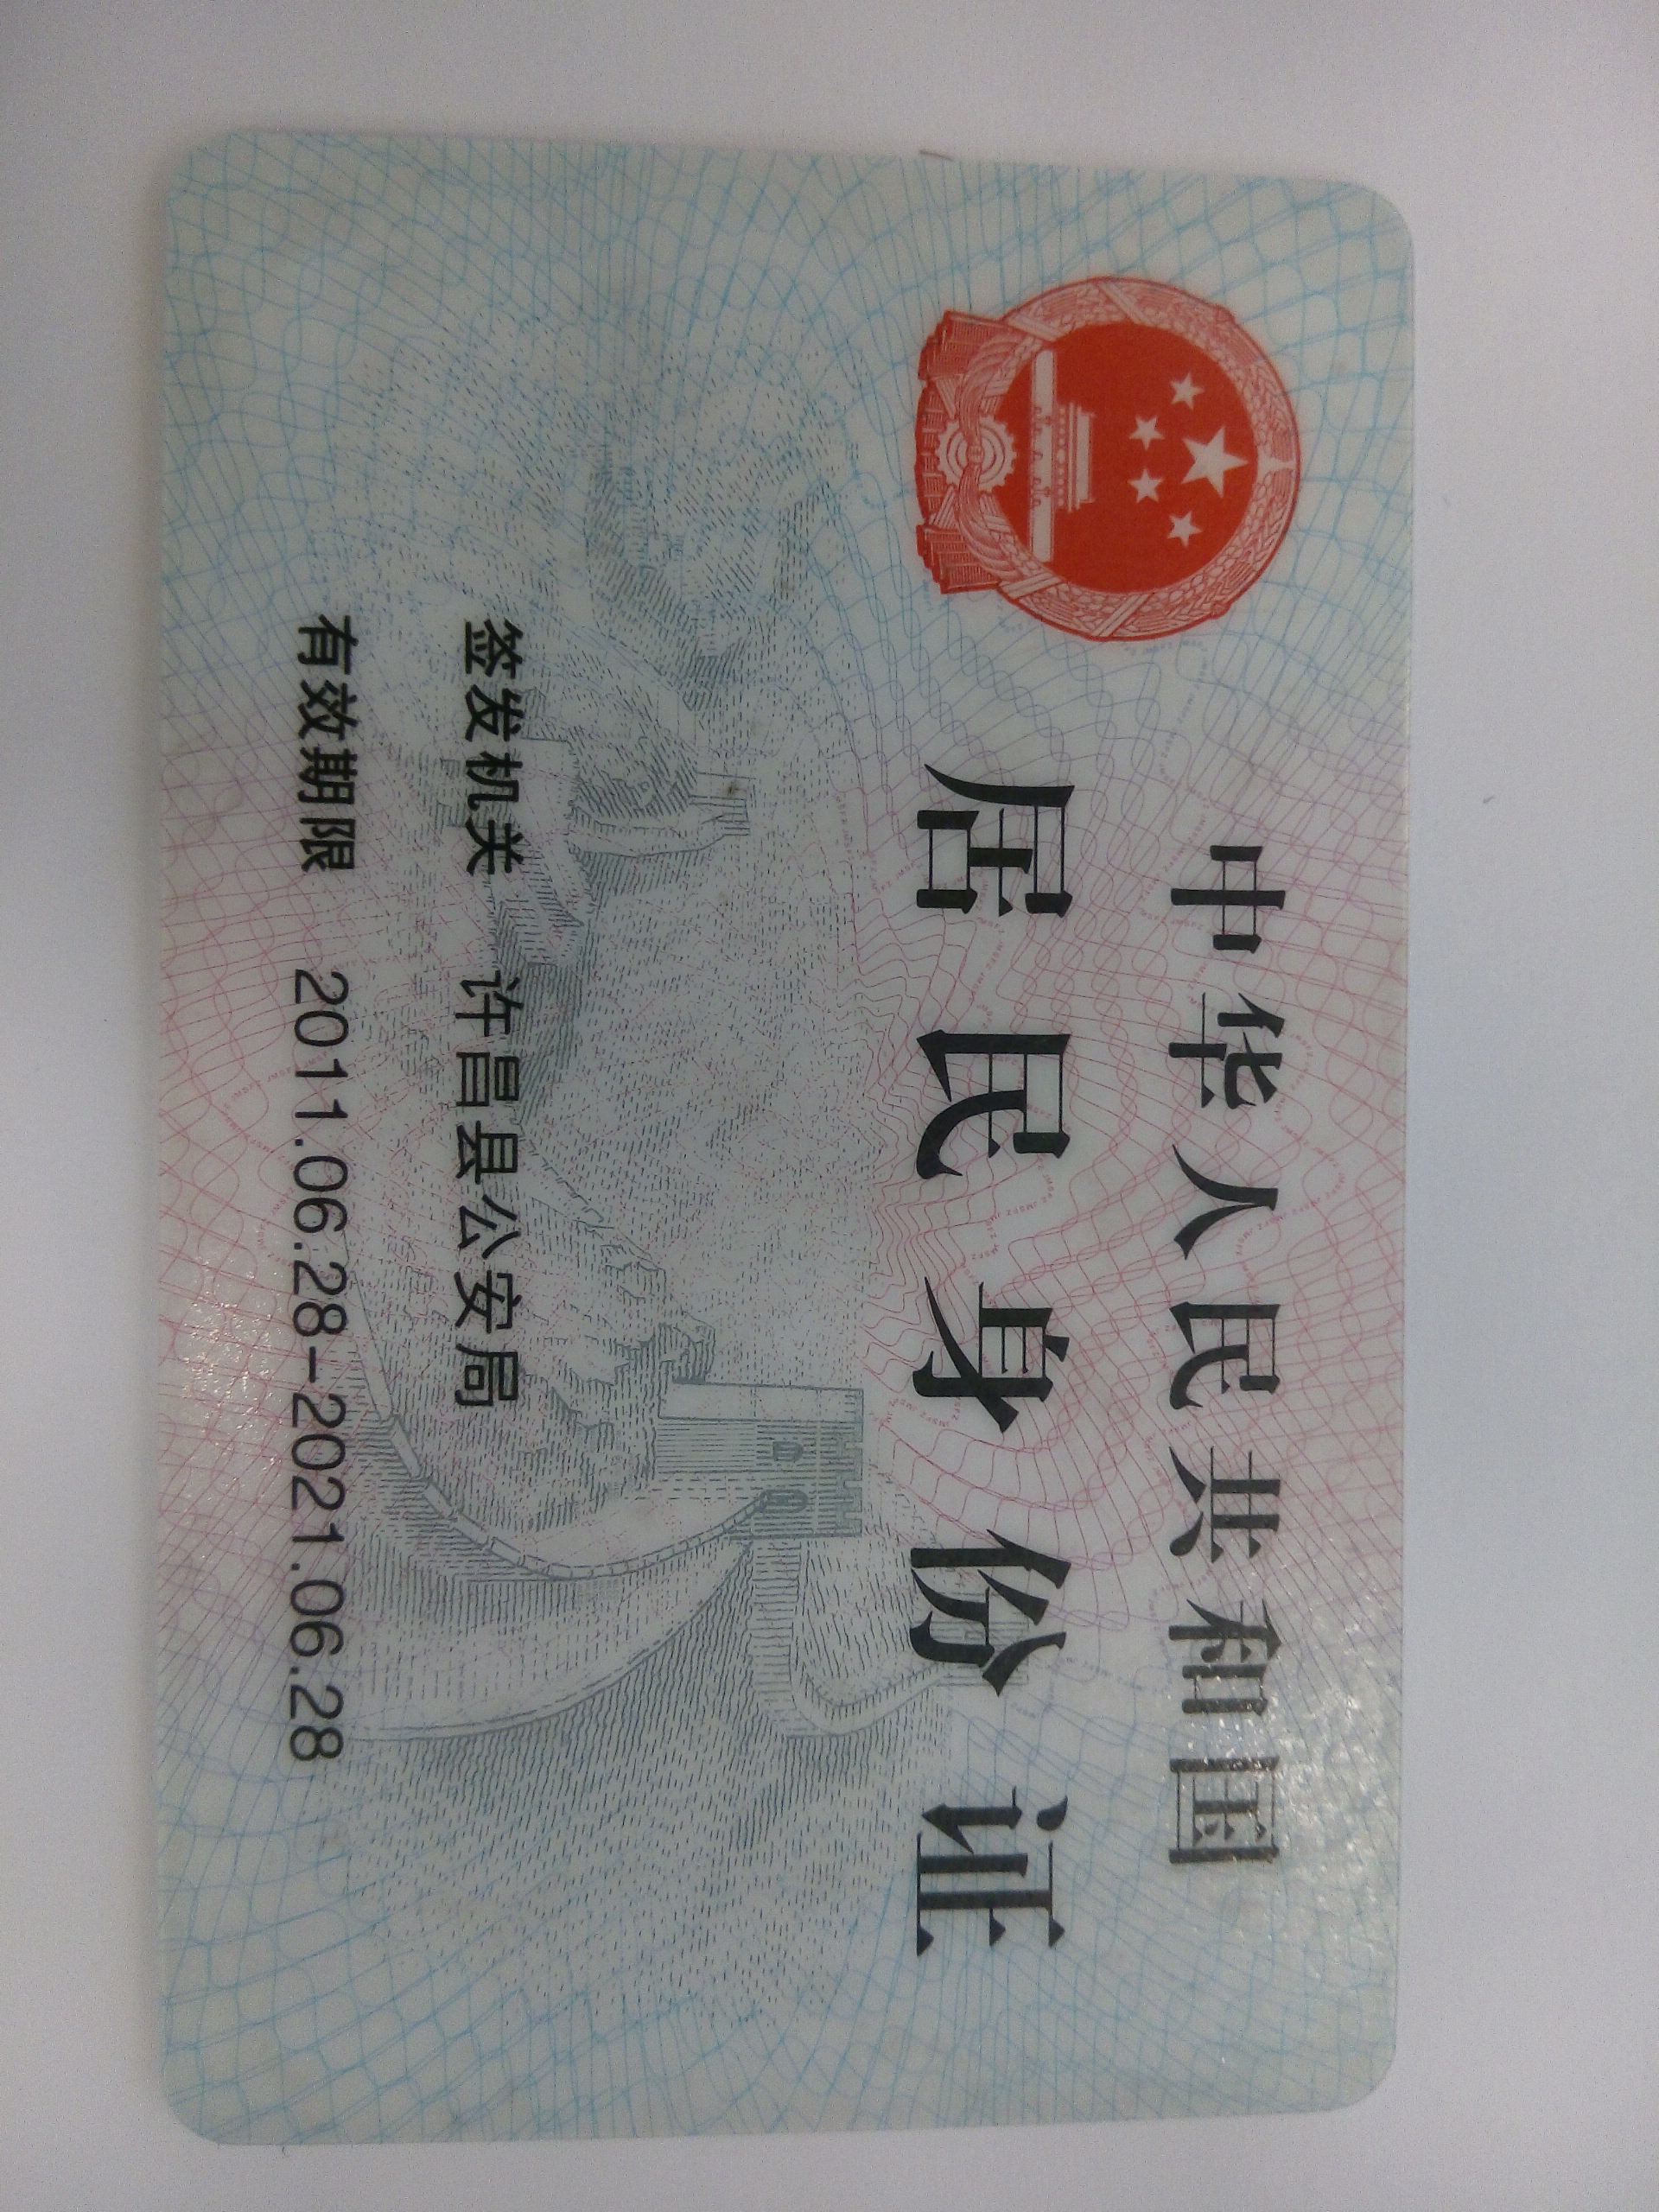 中华人民共和国
居民身份证
签发机关 许昌县公安局
有效期限 2011.06.28-2021.06.28